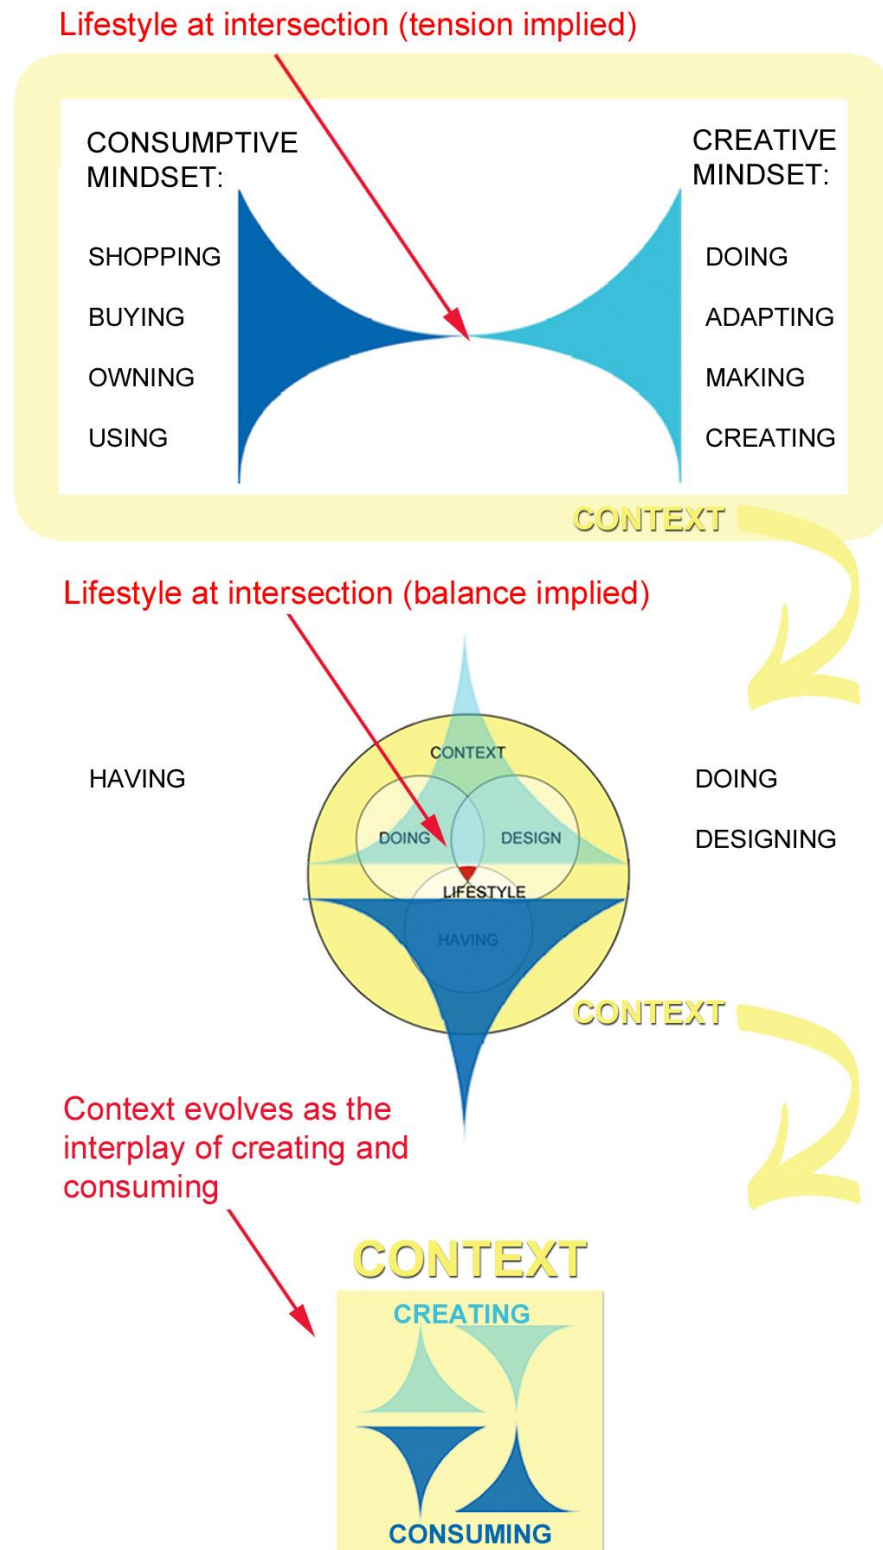 Lifestyle at intersection (tension implied)
CONSUMPTIVE
MINDSET:
SHOPPING
BUYING
OWNING
USING
CREATIVE
MINDSET:
DOING
ADAPTING
MAKING
CREATING
CONTEXT
Lifestyle at intersection (balance implied)
HAVING
CONTEXT
DOING
DESIGN
LIFESTYLE
HAVING
DOING
DESIGNING
CONTEXT
Context evolves as the
interplay of creating and
consuming
CONTEXT
CREATING
CONSUMING